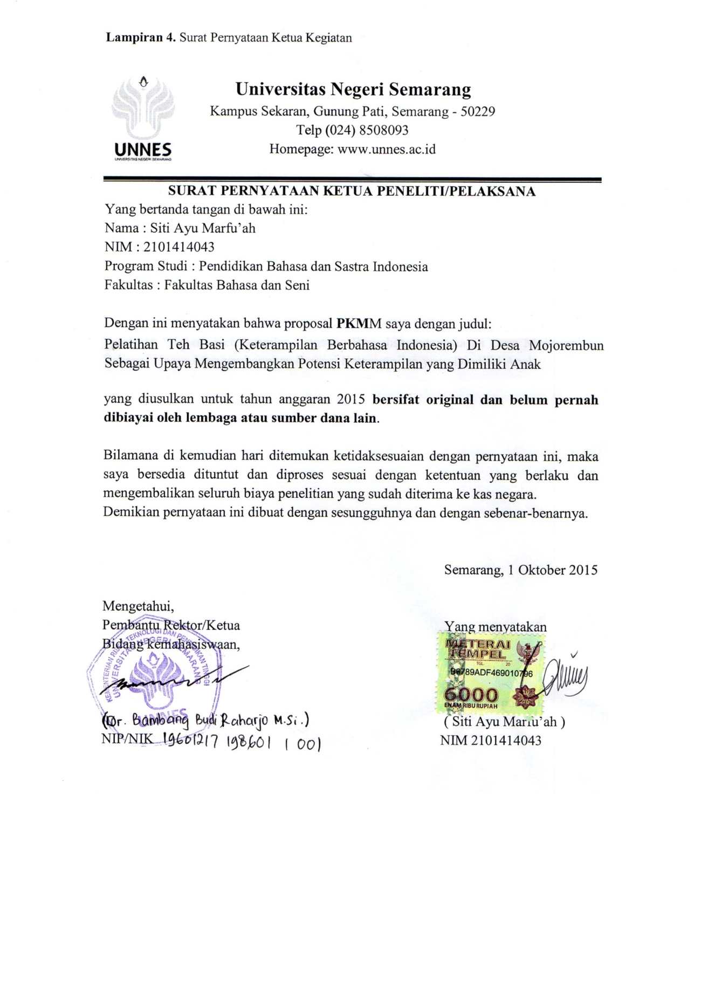 Lampiran 4. Surat Pernyataan Ketua Kegiatan
UNNES
UNIVERSITAS NEGERI SEMARANG
Universitas Negeri Semarang
Kampus Sekaran, Gunung Pati, Semarang - 50229
Telp (024) 8508093
Homepage: www.unnes.ac.id
SURAT PERNYATAAN KETUA PENELITI/PELAKSANA
Yang bertanda tangan di bawah ini:
Nama : Siti Ayu Marfu’ah
NIM : 2101414043
Program Studi : Pendidikan Bahasa dan Sastra Indonesia
Fakultas : Fakultas Bahasa dan Seni
Dengan ini menyatakan bahwa proposal PKMM saya dengan judul:
Pelatihan Teh Basi (Keterampilan Berbahasa Indonesia) Di Desa Mojorembun
Sebagai Upaya Mengembangkan Potensi Keterampilan yang Dimiliki Anak
yang diusulkan untuk tahun anggaran 2015 bersifat original dan belum pernah
dibiayai oleh lembaga atau sumber dana lain.
Bilamana di kemudian hari ditemukan ketidaksesuaian dengan pernyataan ini, maka
saya bersedia dituntut dan diproses sesuai dengan ketentuan yang berlaku dan
mengembalikan seluruh biaya penelitian yang sudah diterima ke kas negara.
Demikian pernyataan ini dibuat dengan sesungguhnya dan dengan sebenar-benarnya.
Semarang, 1 Oktober 2015
Mengetahui,
Pembantu Rektor/Ketua
Bidang kemahasiswaan,
KEMENTERIAN RISET TEKNOLOGI DAN PENDIDIKAN TINGGI
UNIVERSITAS NEGERI SEMARANG
UNNES
(Dr. Bambang Budi Raharjo M.Si.)
NIP/NIK 19601217 198601 1 001
Yang menyatakan
METERAI
TEMPEL
TGL 20
B6789ADF469010796
6000
ENAM RIBU RUPIAH
( Siti Ayu Marfu’ah )
NIM 2101414043